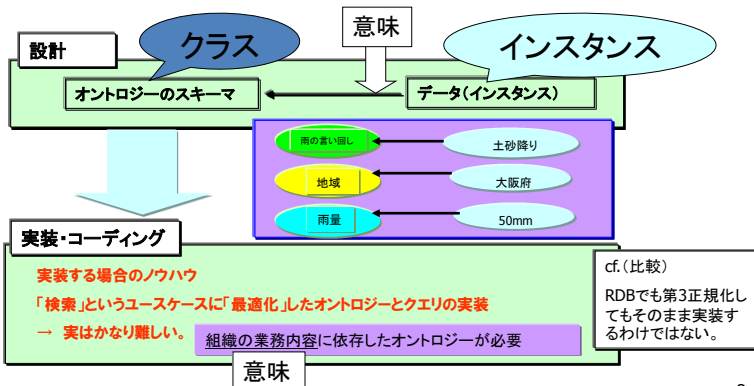 意味
クラス
インスタンス
設計
オントロジーのスキーマ
データ(インスタンス)
雨の言い回し
土砂降り
地域
大阪府
雨量
50mm
実装・コーディング
実装する場合のノウハウ
「検索」というユースケースに「最適化」したオントロジーとクエリの実装
→ 実はかなり難しい。
組織の業務内容に依存したオントロジーが必要
意味
cf.(比較)
RDBでも第3正規化し
てもそのまま実装す
るわけではない。